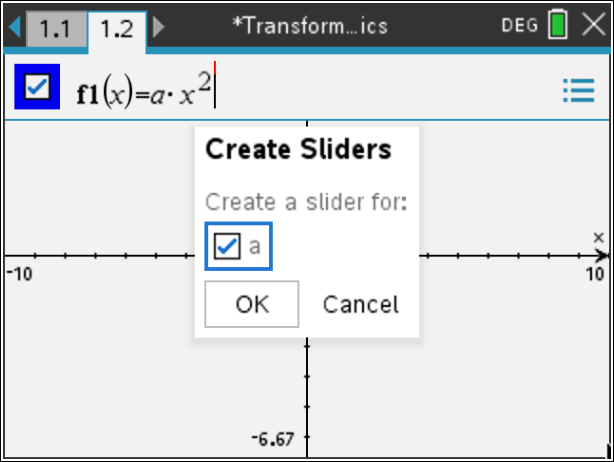 1.1 1.2 *Transform…ics DEG
f1(x)=a· x²
Create Sliders
Create a slider for:
a
OK Cancel
x
-10 10
-6.67